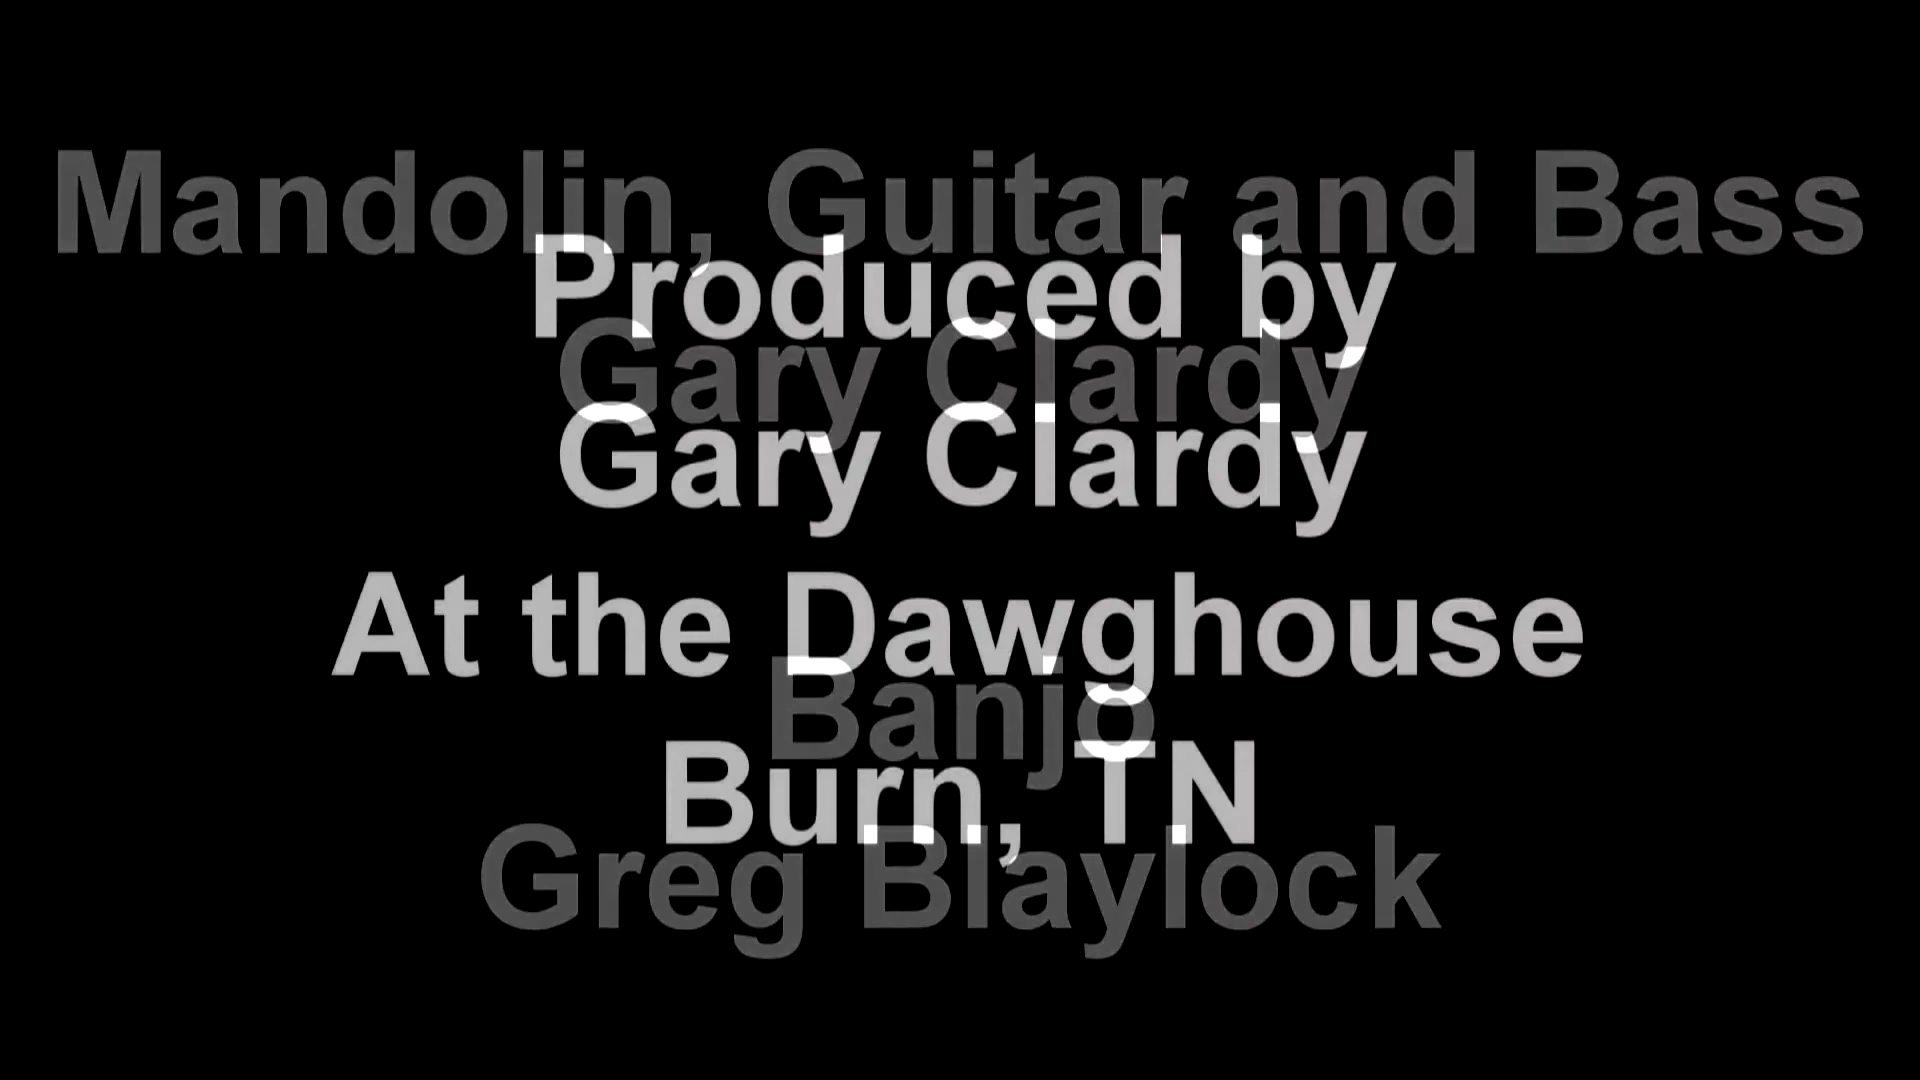 Mandolin, Guitar and Bass
Produced by
Gary Clardy
Gary Clardy
At the Dawghouse
Banjo
Burn, TN
Greg Blaylock